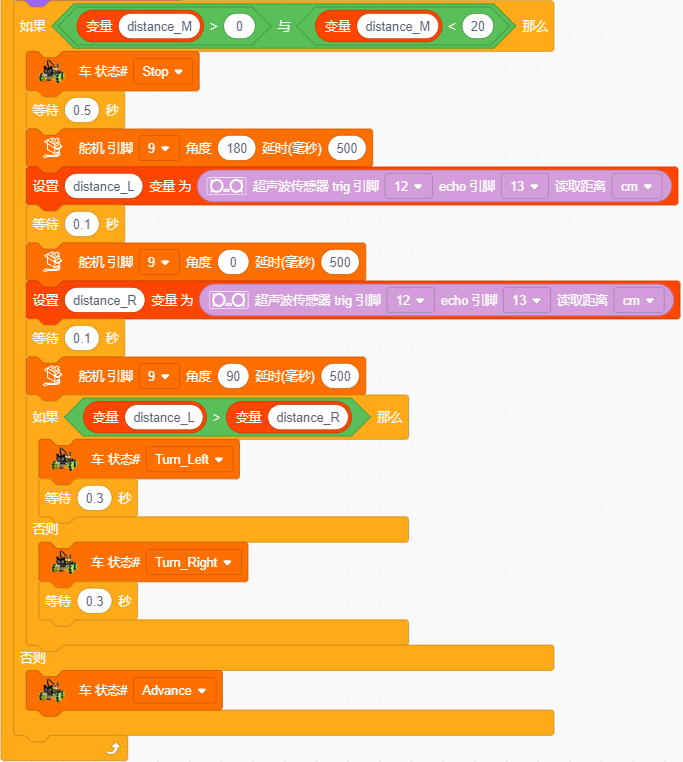 如果 变量 distance_M > 0 与 变量 distance_M < 20 那么
车 状态# Stop
等待 0.5 秒
舵机 引脚 9 角度 180 延时(毫秒) 500
设置 distance_L 变量 为 超声波传感器 trig 引脚 12 echo 引脚 13 读取距离 cm
等待 0.1 秒
舵机 引脚 9 角度 0 延时(毫秒) 500
设置 distance_R 变量 为 超声波传感器 trig 引脚 12 echo 引脚 13 读取距离 cm
等待 0.1 秒
舵机 引脚 9 角度 90 延时(毫秒) 500
如果 变量 distance_L > 变量 distance_R 那么
车 状态# Turn_Left
等待 0.3 秒
否则
车 状态# Turn_Right
等待 0.3 秒
否则
车 状态# Advance